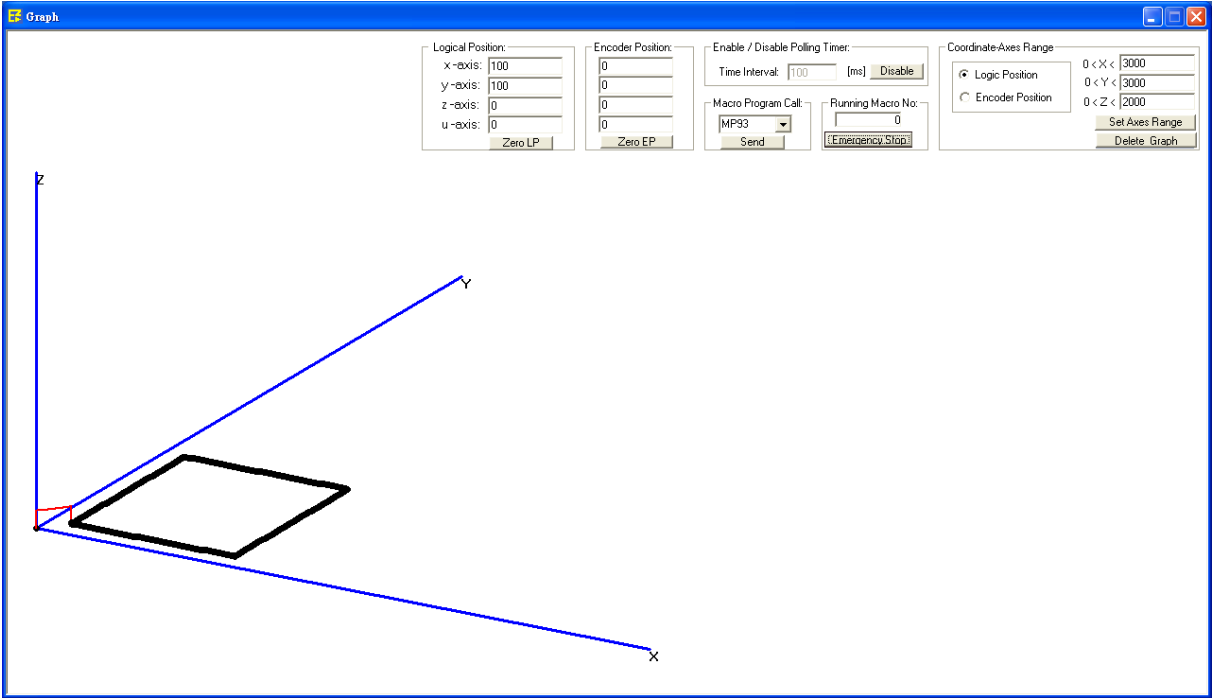 Graph
Logical Position:
x-axis: 100
y-axis: 100
z-axis: 0
u-axis: 0
Zero LP
Encoder Position:
0
0
0
0
Zero EP
Enable / Disable Polling Timer:
Time Interval: 100 [ms] Disable
Macro Program Call:
MP93
Send
Running Macro No:
0
Emergency Stop
Coordinate-Axes Range
Logic Position
Encoder Position
0 < X < 3000
0 < Y < 3000
0 < Z < 2000
Set Axes Range
Delete Graph
Z
Y
X